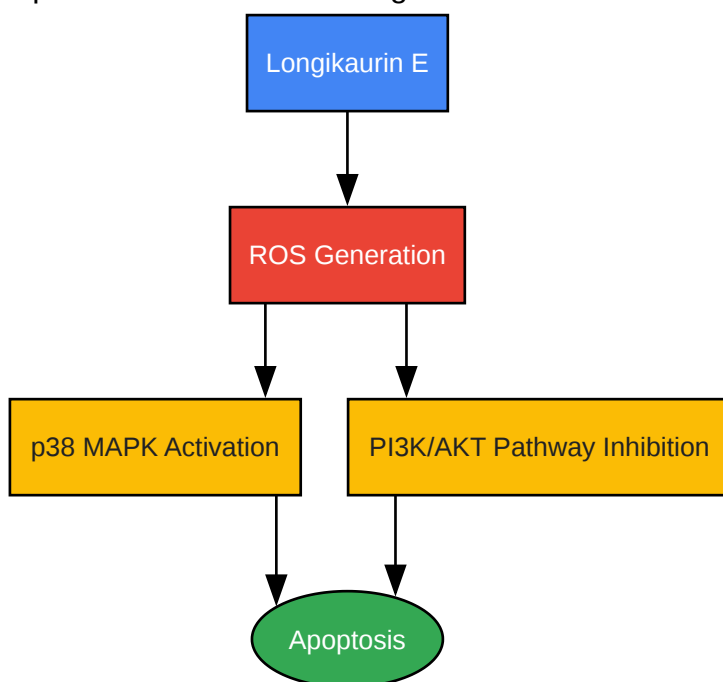 Longikaurin E
ROS Generation
p38 MAPK Activation
PI3K/AKT Pathway Inhibition
Apoptosis